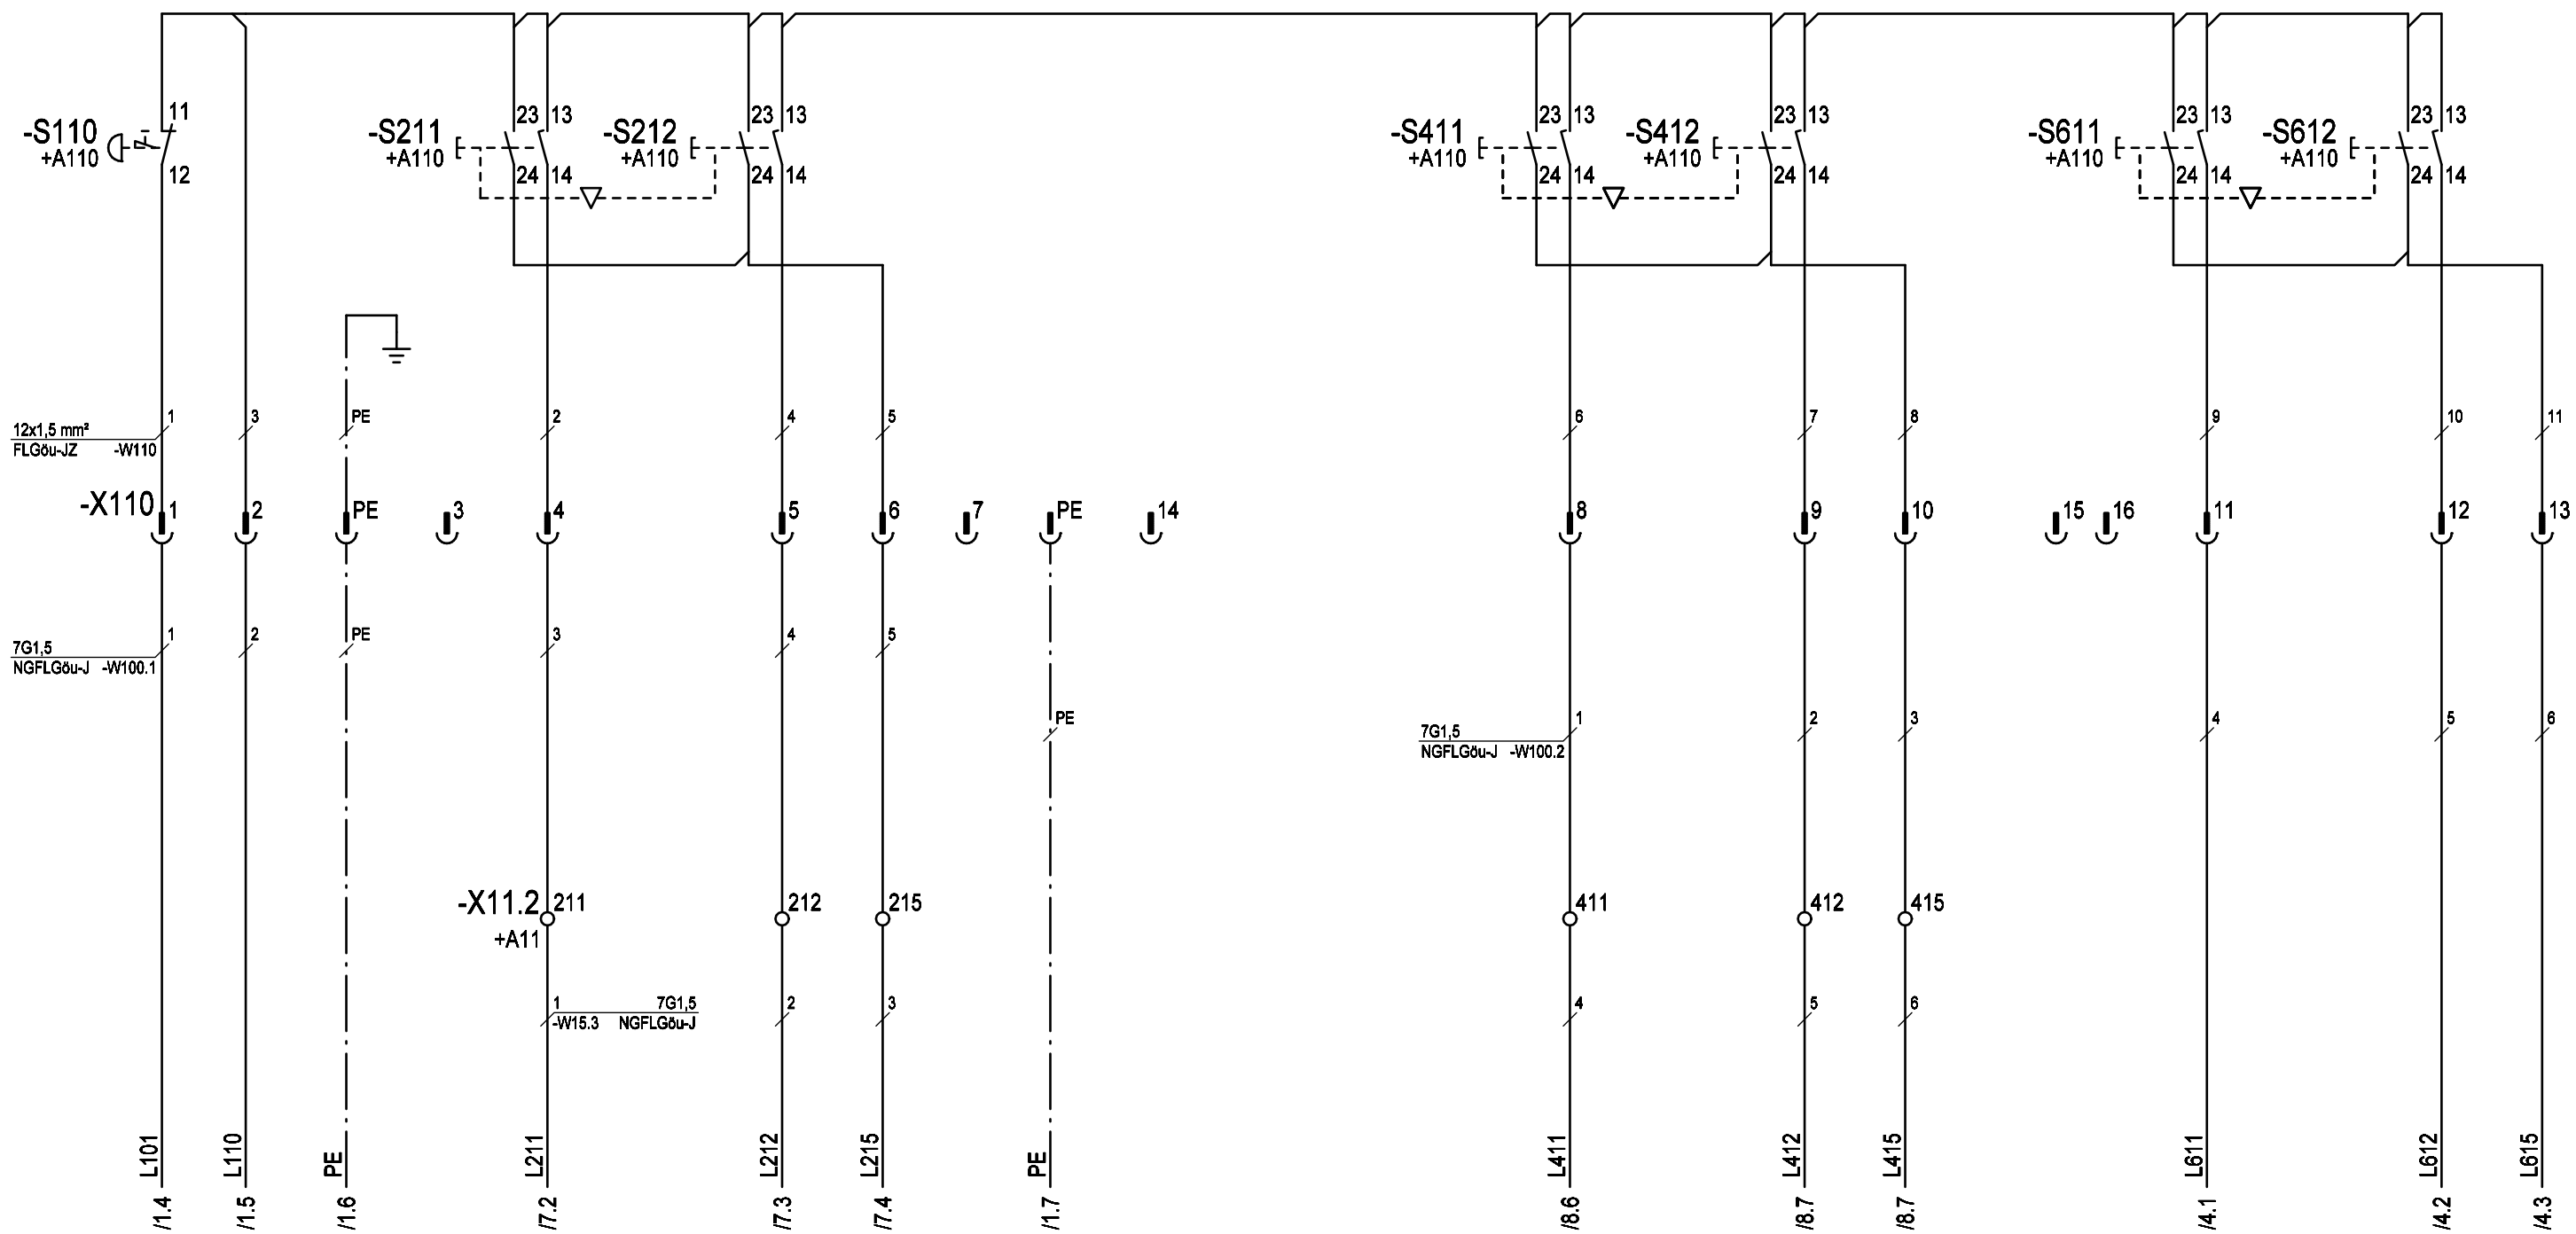 11
-S110
+A110
12
23 13
-S211
+A110
24 14
23 13
-S212
+A110
24 14
23 13
-S411
+A110
24 14
23 13
-S412
+A110
24 14
23 13
-S611
+A110
24 14
23 13
-S612
+A110
24 14
12x1,5 mm²
FLGöu-JZ -W110
1 3 PE 2 4 5 6 7 8 9 10 11
-X110 1 2 PE 3 4 5 6 7 PE 14 8 9 10 15 16 11 12 13
7G1,5
NGFLGöu-J -W100.1
1 2 PE 3 4 5
PE
7G1,5
NGFLGöu-J -W100.2
1 2 3 4 5 6
-X11.2 211 212 215 411 412 415
+A11
1 7G1,5 2 3 4 5 6
-W15.3 NGFLGöu-J
L101 L110 PE L211 L212 L215 PE L411 L412 L415 L611 L612 L615
/1.4 /1.5 /1.6 /7.2 /7.3 /7.4 /1.7 /8.6 /8.7 /8.7 /4.1 /4.2 /4.3